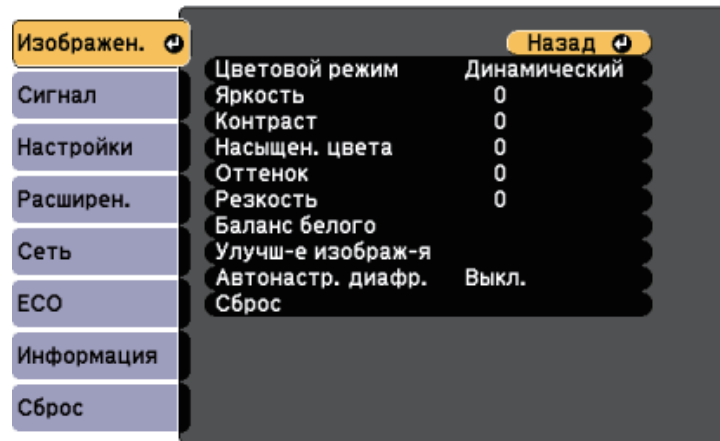 Изображен.
Сигнал
Настройки
Расширен.
Сеть
ECO
Информация
Сброс
Назад
Цветовой режим Динамический
Яркость 0
Контраст 0
Насыщен. цвета 0
Оттенок 0
Резкость 0
Баланс белого
Улучш-е изображ-я
Автонастр. диафр. Выкл.
Сброс